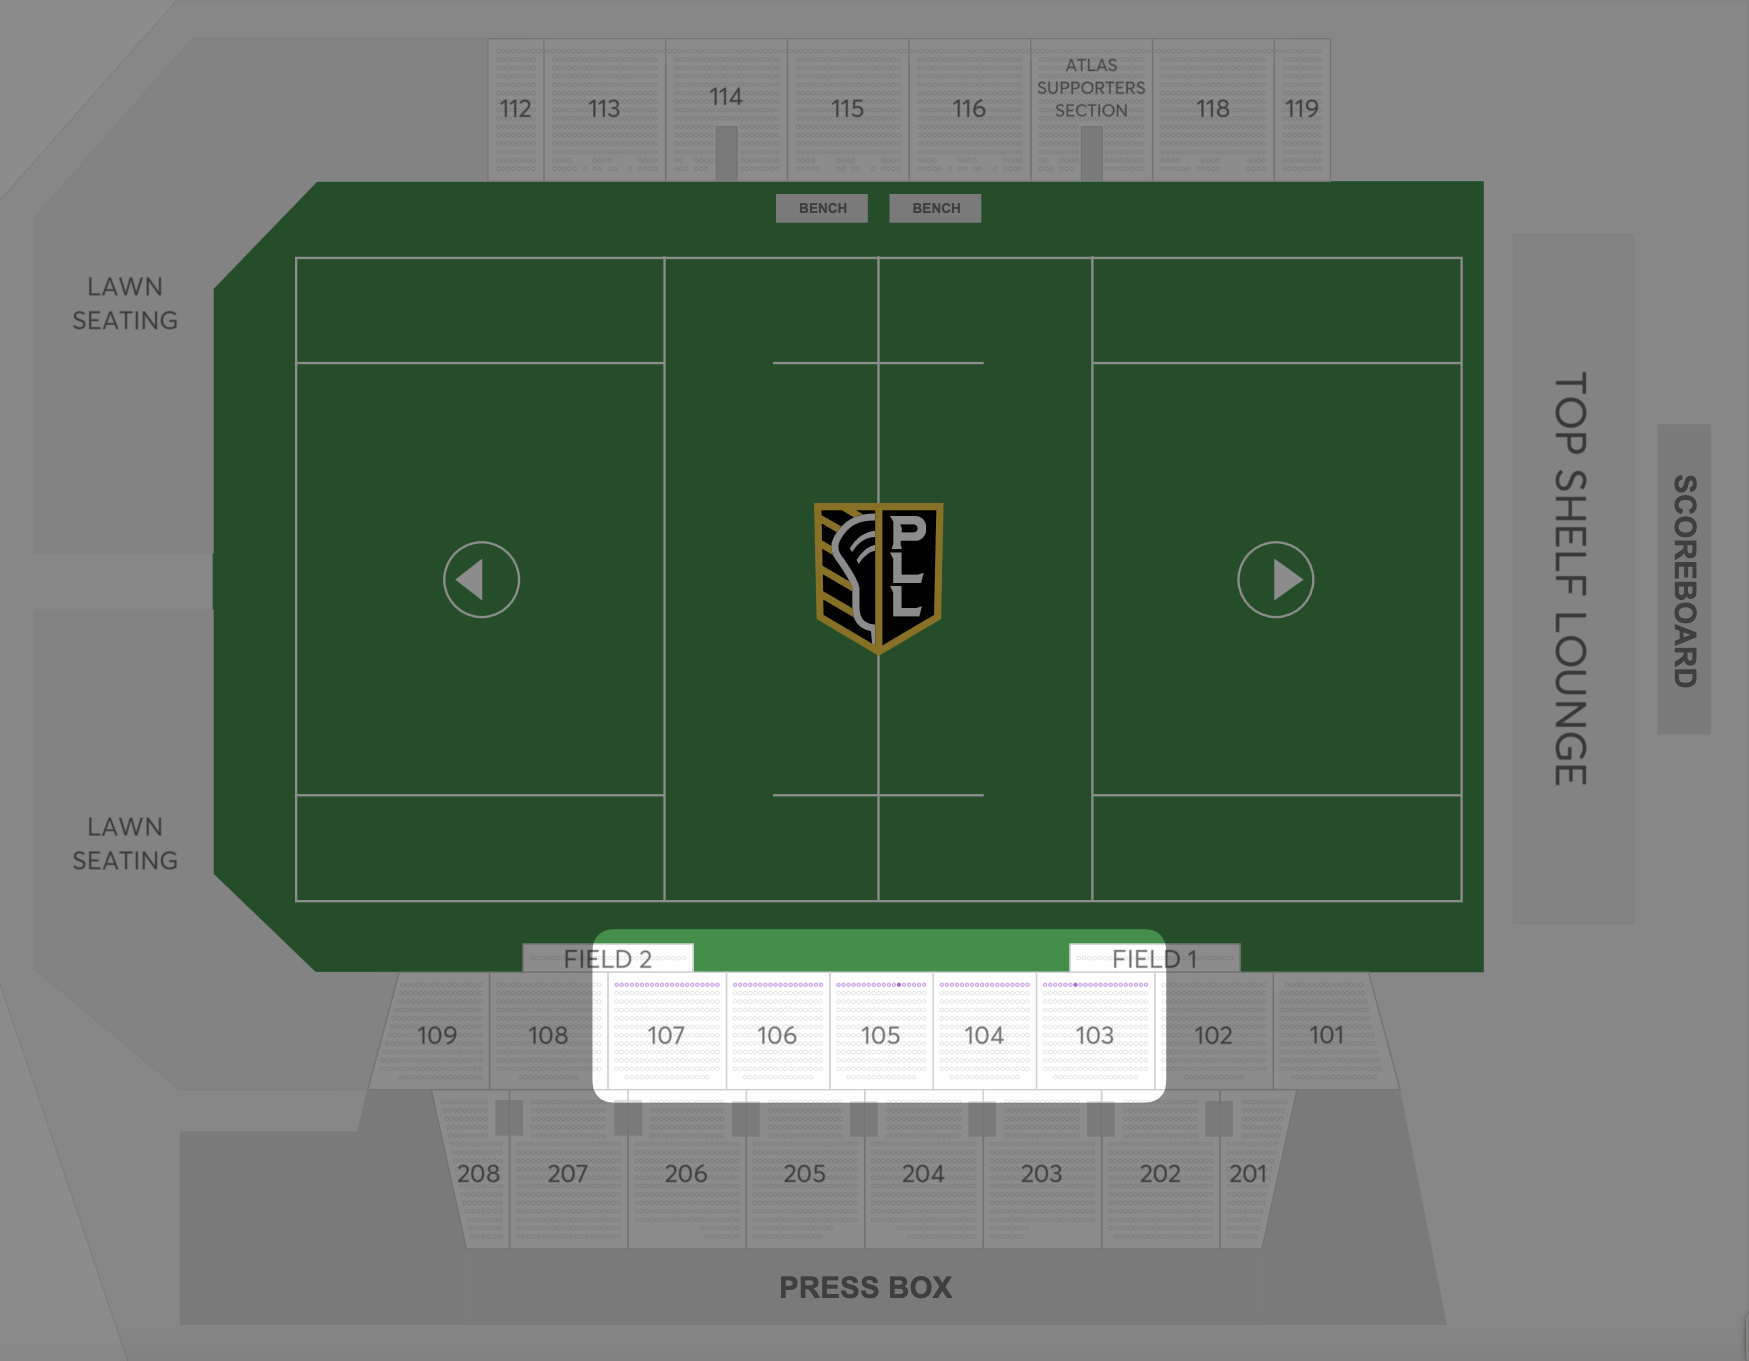 112
113
114
115
116
ATLAS
SUPPORTERS
SECTION
118
119
BENCH
BENCH
LAWN
SEATING
TOP SHELF LOUNGE
SCOREBOARD
PLL
LAWN
SEATING
FIELD 2
FIELD 1
109
108
107
106
105
104
103
102
101
208
207
206
205
204
203
202
201
PRESS BOX